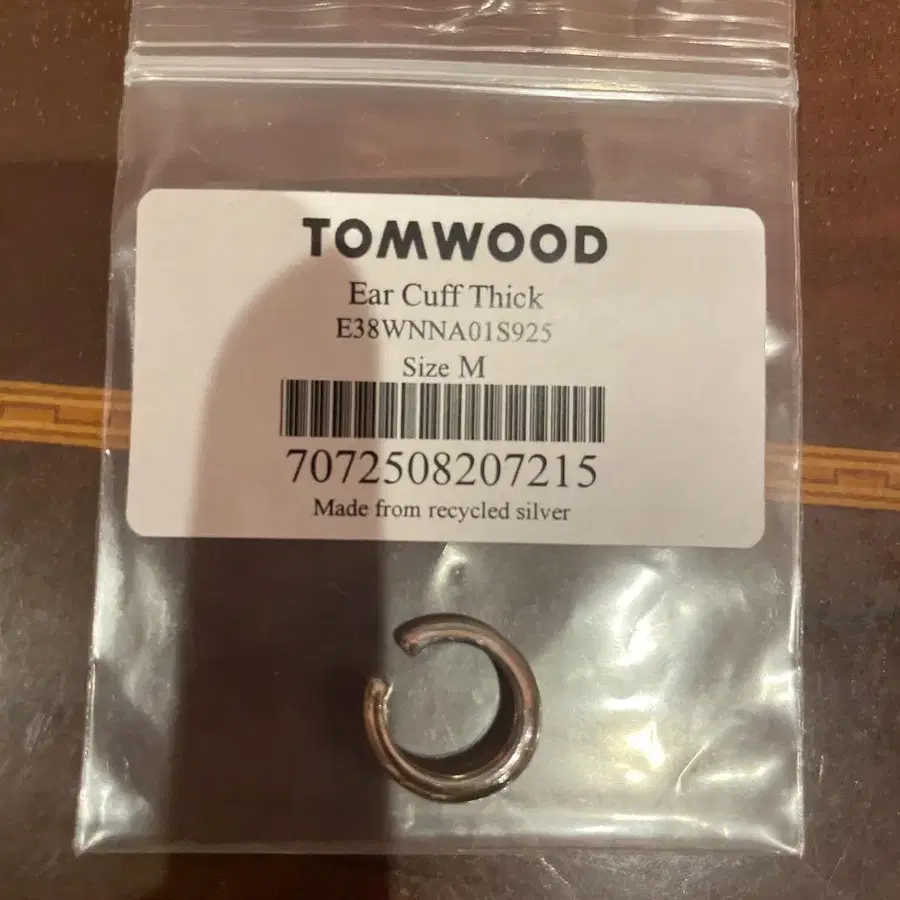 TOMWOOD
Ear Cuff Thick
E38WNNA01S925
Size M
7072508207215
Made from recycled silver